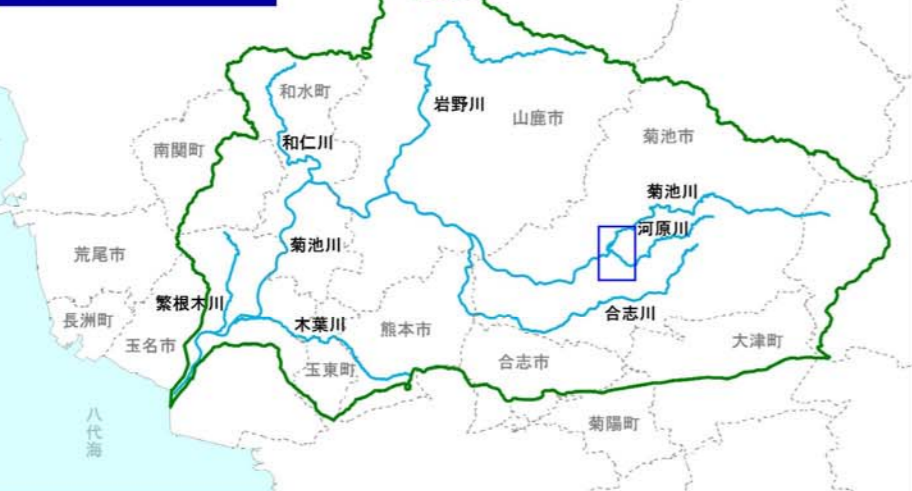 和水町
岩野川
山鹿市
菊池市
和仁川
南関町
菊池川
河原川
菊池川
荒尾市
繁根木川
長洲町
木葉川
熊本市
合志川
玉名市
大津町
玉東町
合志市
八代海
菊陽町